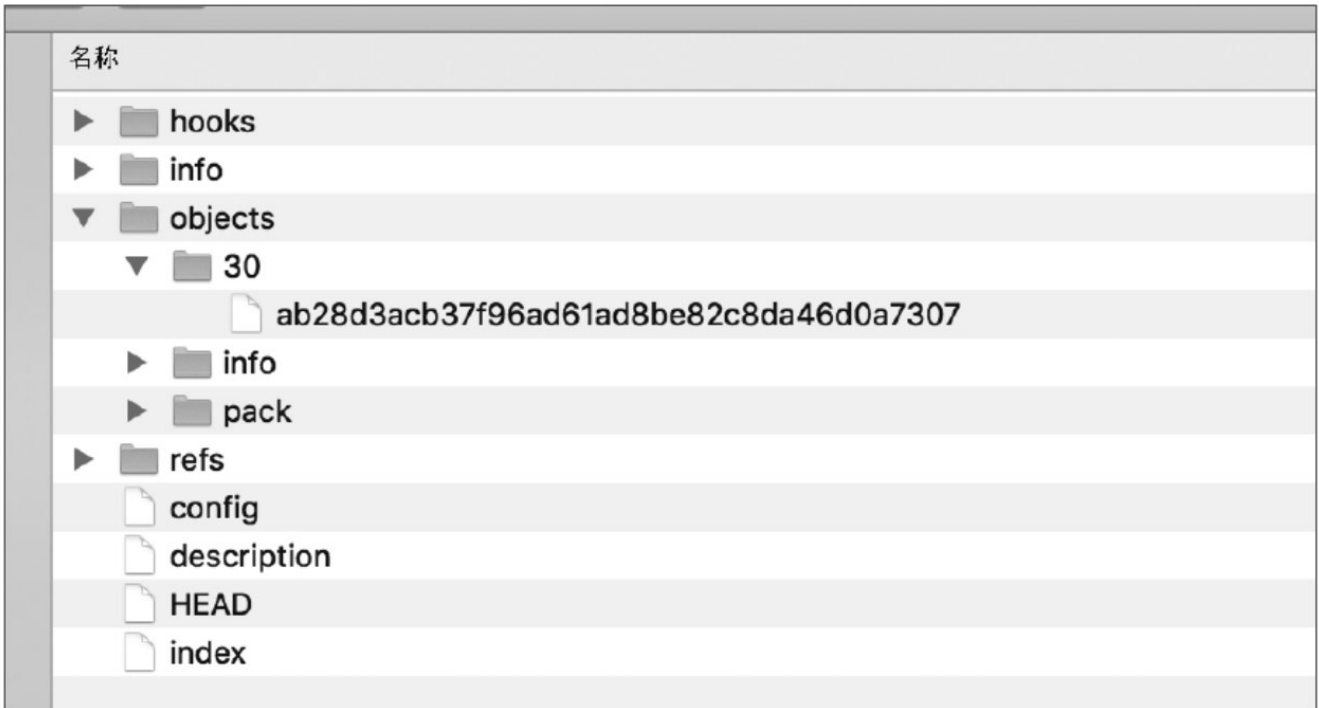 名称
hooks
info
objects
30
ab28d3acb37f96ad61ad8be82c8da46d0a7307
info
pack
refs
config
description
HEAD
index